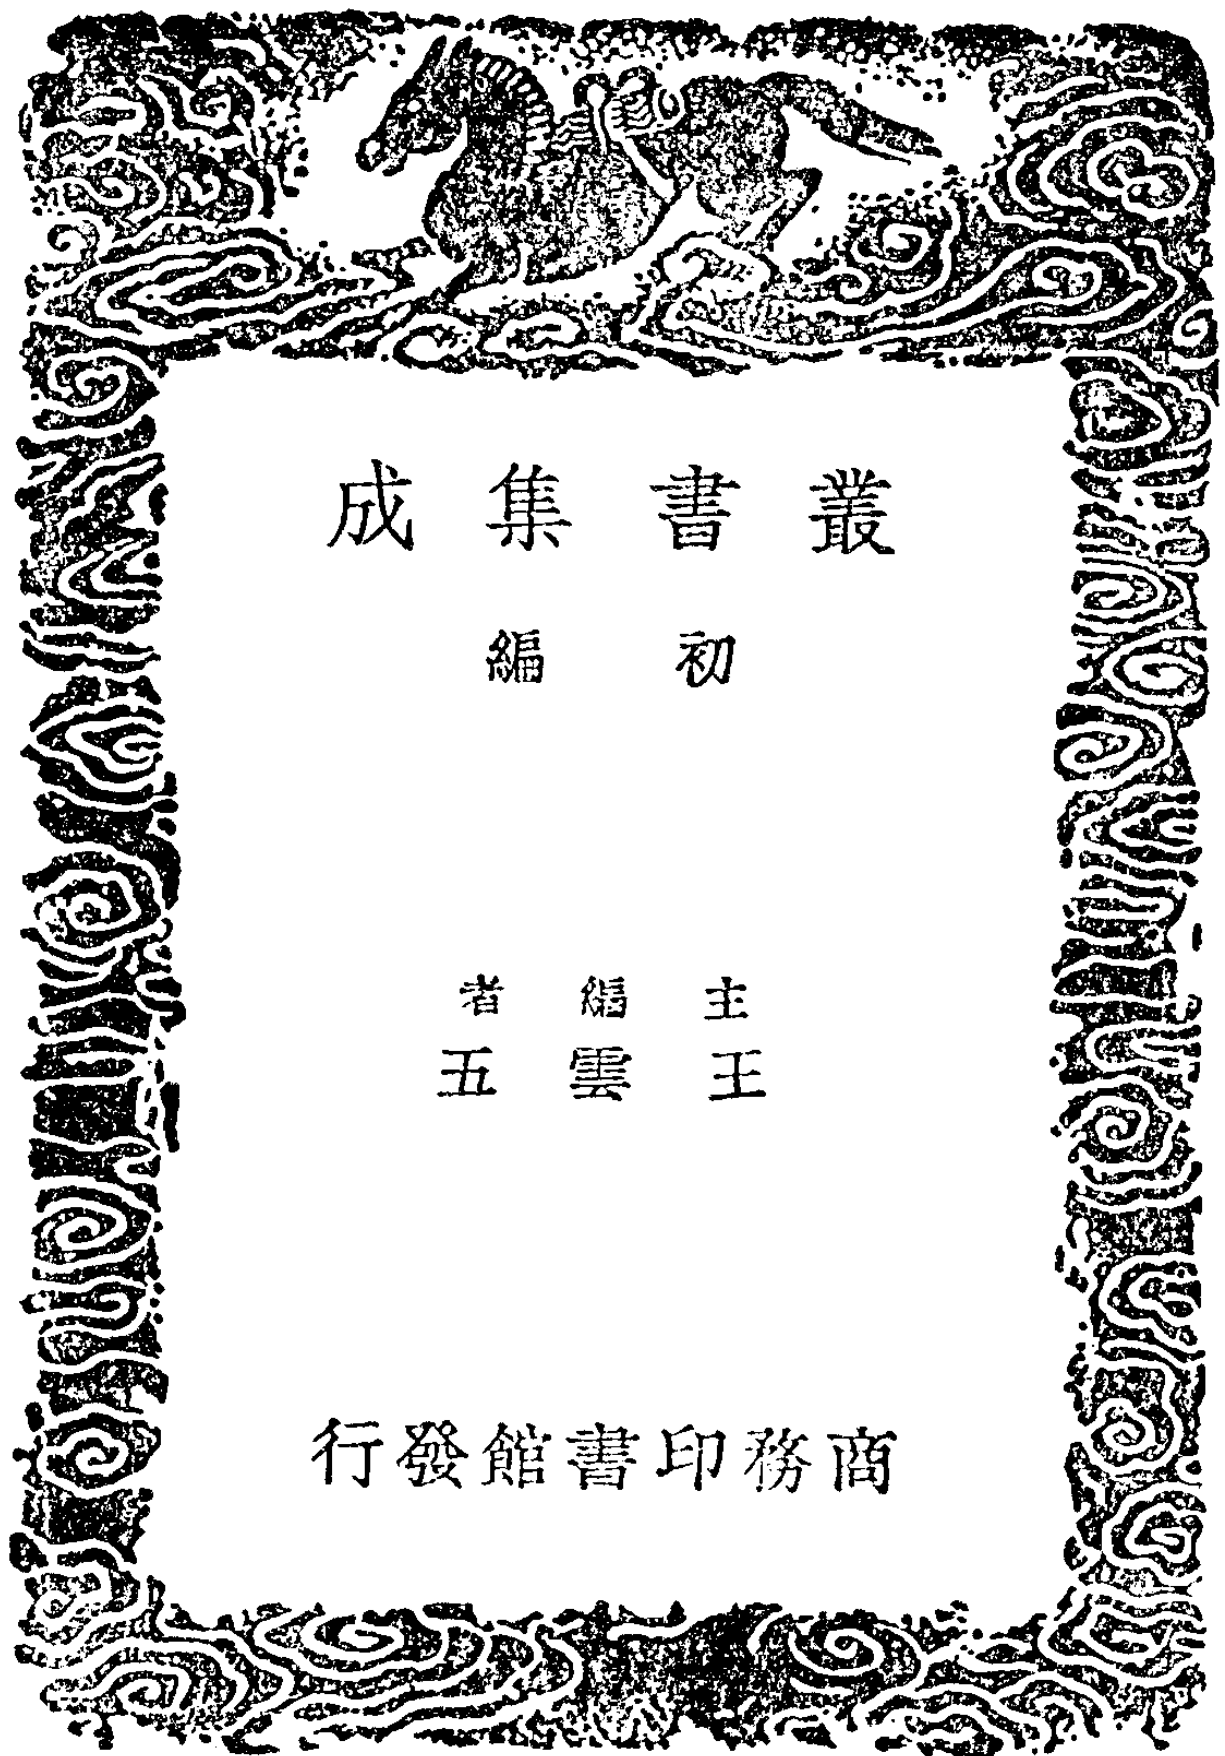 叢書集成
初編
主編者
王雲五
商務印書館發行